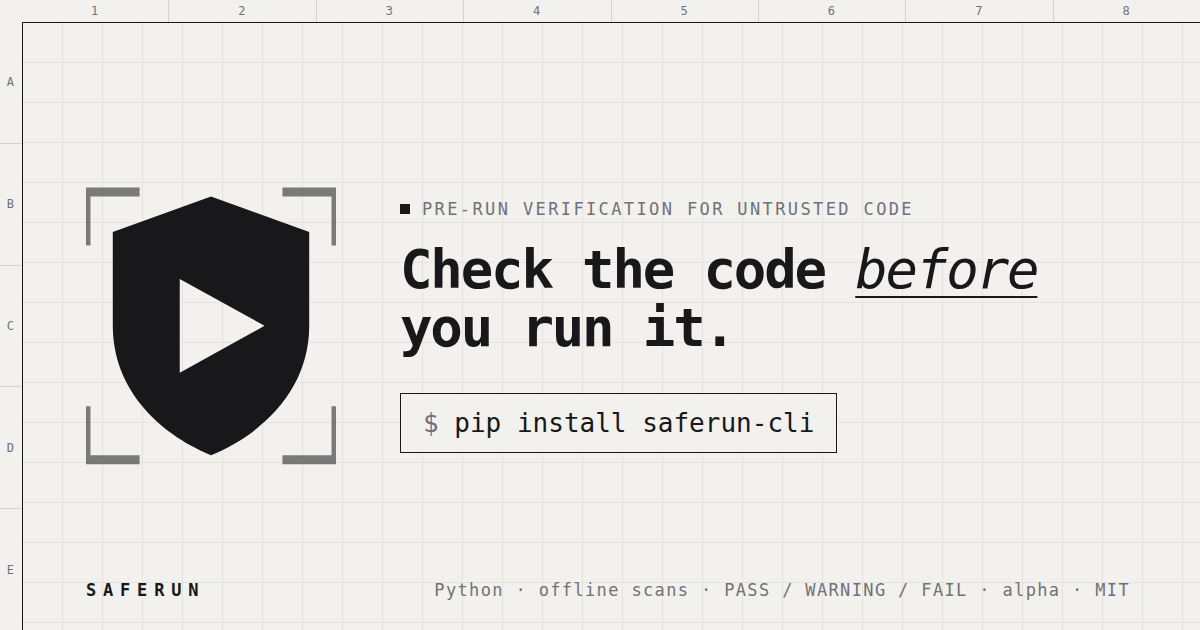 1 2 3 4 5 6 7 8
A
B
C
D
E
PRE-RUN VERIFICATION FOR UNTRUSTED CODE
Check the code before
you run it.
$ pip install saferun-cli
SAFERUN
Python · offline scans · PASS / WARNING / FAIL · alpha · MIT